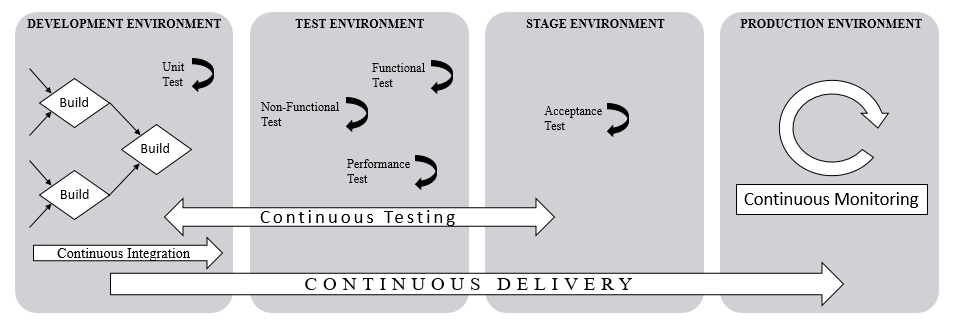 DEVELOPMENT ENVIRONMENT
TEST ENVIRONMENT
STAGE ENVIRONMENT
PRODUCTION ENVIRONMENT
Unit
Test
Build
Build
Build
Functional
Test
Non-Functional
Test
Performance
Test
Acceptance
Test
Continuous Monitoring
Continuous Testing
Continuous Integration
CONTINUOUS DELIVERY